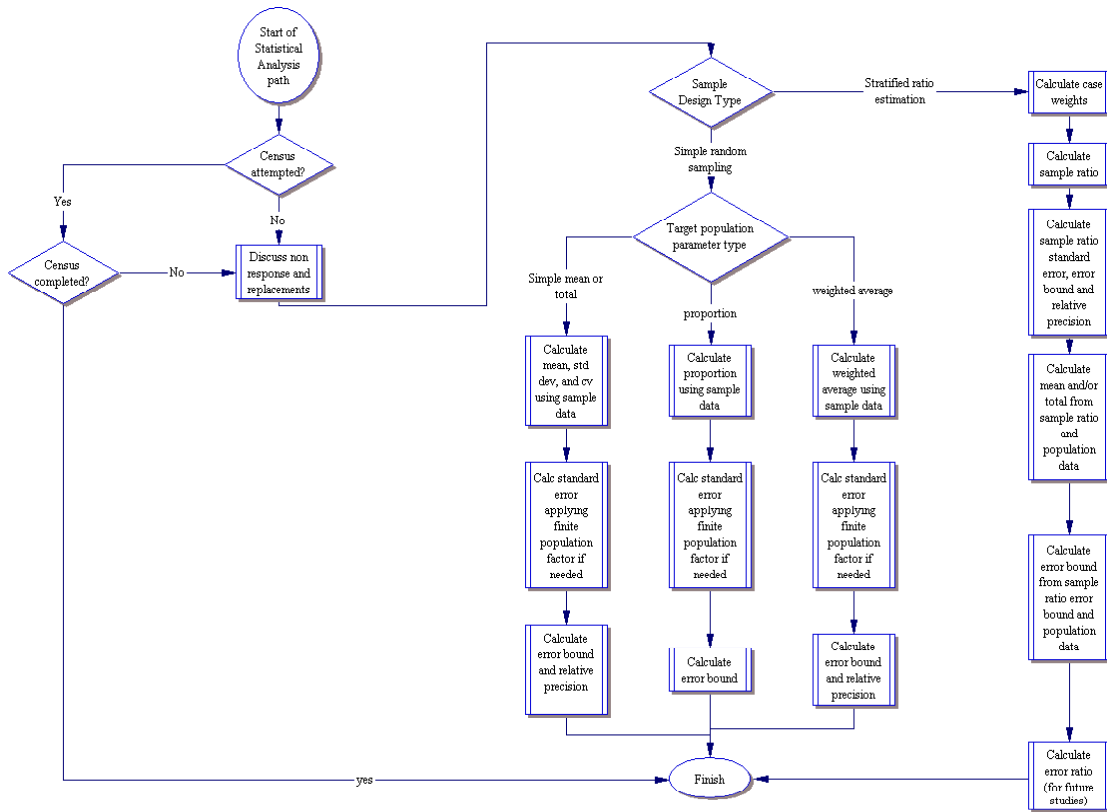 Start of
Statistical
Analysis
path
Census
attempted?
Yes
No
Census
completed?
No
Discuss non
response and
replacements
yes
Sample
Design Type
Stratified ratio
estimation
Simple random
sampling
Target population
parameter type
Simple mean or
total
proportion
weighted average
Calculate
mean, std
dev, and cv
using sample
data
Calc standard
error
applying
finite
population
factor if
needed
Calculate
error bound
and relative
precision
Calculate
proportion
using sample
data
Calc standard
error
applying
finite
population
factor if
needed
Calculate
error bound
Calculate
weighted
average using
sample data
Calc standard
error
applying
finite
population
factor if
needed
Calculate
error bound
and relative
precision
Calculate case
weights
Calculate
sample ratio
Calculate
sample ratio
standard
error, error
bound and
relative
precision
Calculate
mean and/or
total from
sample ratio
and
population
data
Calculate
error bound
from sample
ratio error
bound and
population
data
Calculate
error ratio
(for future
studies)
Finish